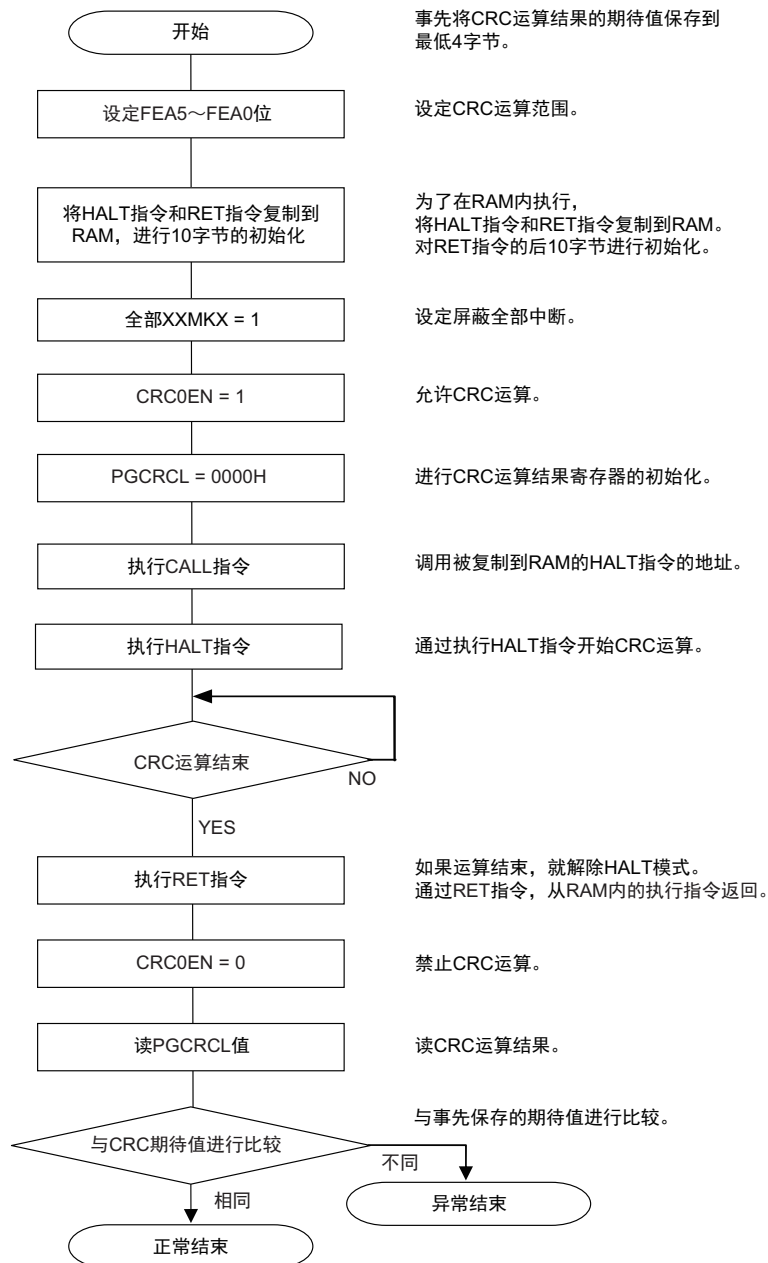 开始
事先将CRC运算结果的期待值保存到
最低4字节。
设定FEA5～FEA0位
设定CRC运算范围。
将HALT指令和RET指令复制到
RAM，进行10字节的初始化
为了在RAM内执行，
将HALT指令和RET指令复制到RAM。
对RET指令的后10字节进行初始化。
全部XXMKX = 1
设定屏蔽全部中断。
CRC0EN = 1
允许CRC运算。
PGCRCL = 0000H
进行CRC运算结果寄存器的初始化。
执行CALL指令
调用被复制到RAM的HALT指令的地址。
执行HALT指令
通过执行HALT指令开始CRC运算。
CRC运算结束
NO
YES
执行RET指令
如果运算结束，就解除HALT模式。
通过RET指令，从RAM内的执行指令返回。
CRC0EN = 0
禁止CRC运算。
读PGCRCL值
读CRC运算结果。
与事先保存的期待值进行比较。
与CRC期待值进行比较
不同
相同
异常结束
正常结束